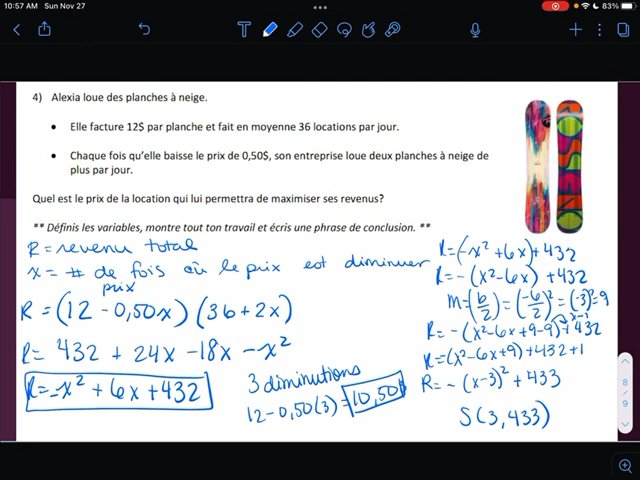 10:57 AM Sun Nov 27
83%
4) Alexia loue des planches à neige.
• Elle facture 12$ par planche et fait en moyenne 36 locations par jour.
• Chaque fois qu'elle baisse le prix de 0,50$, son entreprise loue deux planches à neige de
plus par jour.
Quel est le prix de la location qui lui permettra de maximiser ses revenus?
** Définis les variables, montre tout ton travail et écris une phrase de conclusion. **
R = revenu total
x = # de fois où le prix est diminuer
prix
R = (12 - 0,50x)(36+2x)
R = 432 + 24x - 18x - x²
R = -x² + 6x + 432
3 diminutions
12 - 0,50(3) = 10,50$
R = (-x² + 6x) + 432
R = -(x² - 6x) + 432
m = (b/2) = (-6/2)² = (-3)² = 9
R = -(x² - 6x + 9 - 9) + 432
x-1
R = (x² - 6x + 9) + 432 + 1
R = -(x-3)² + 433
S(3, 433)
8
9